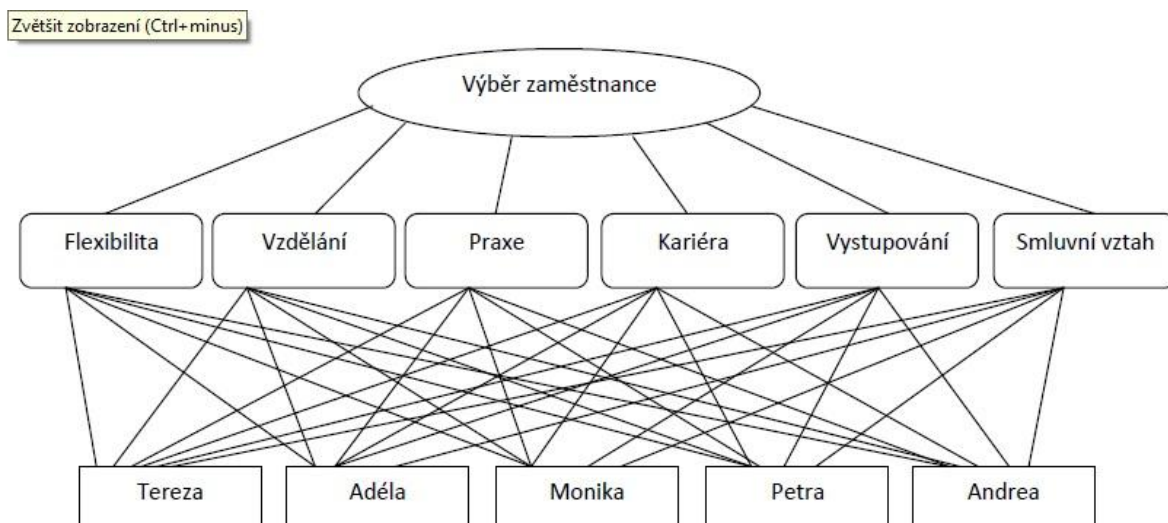 Zvětšit zobrazení (Ctrl+minus)
Výběr zaměstnance
Flexibilita
Vzdělání
Praxe
Kariéra
Vystupování
Smluvní vztah
Tereza
Adéla
Monika
Petra
Andrea